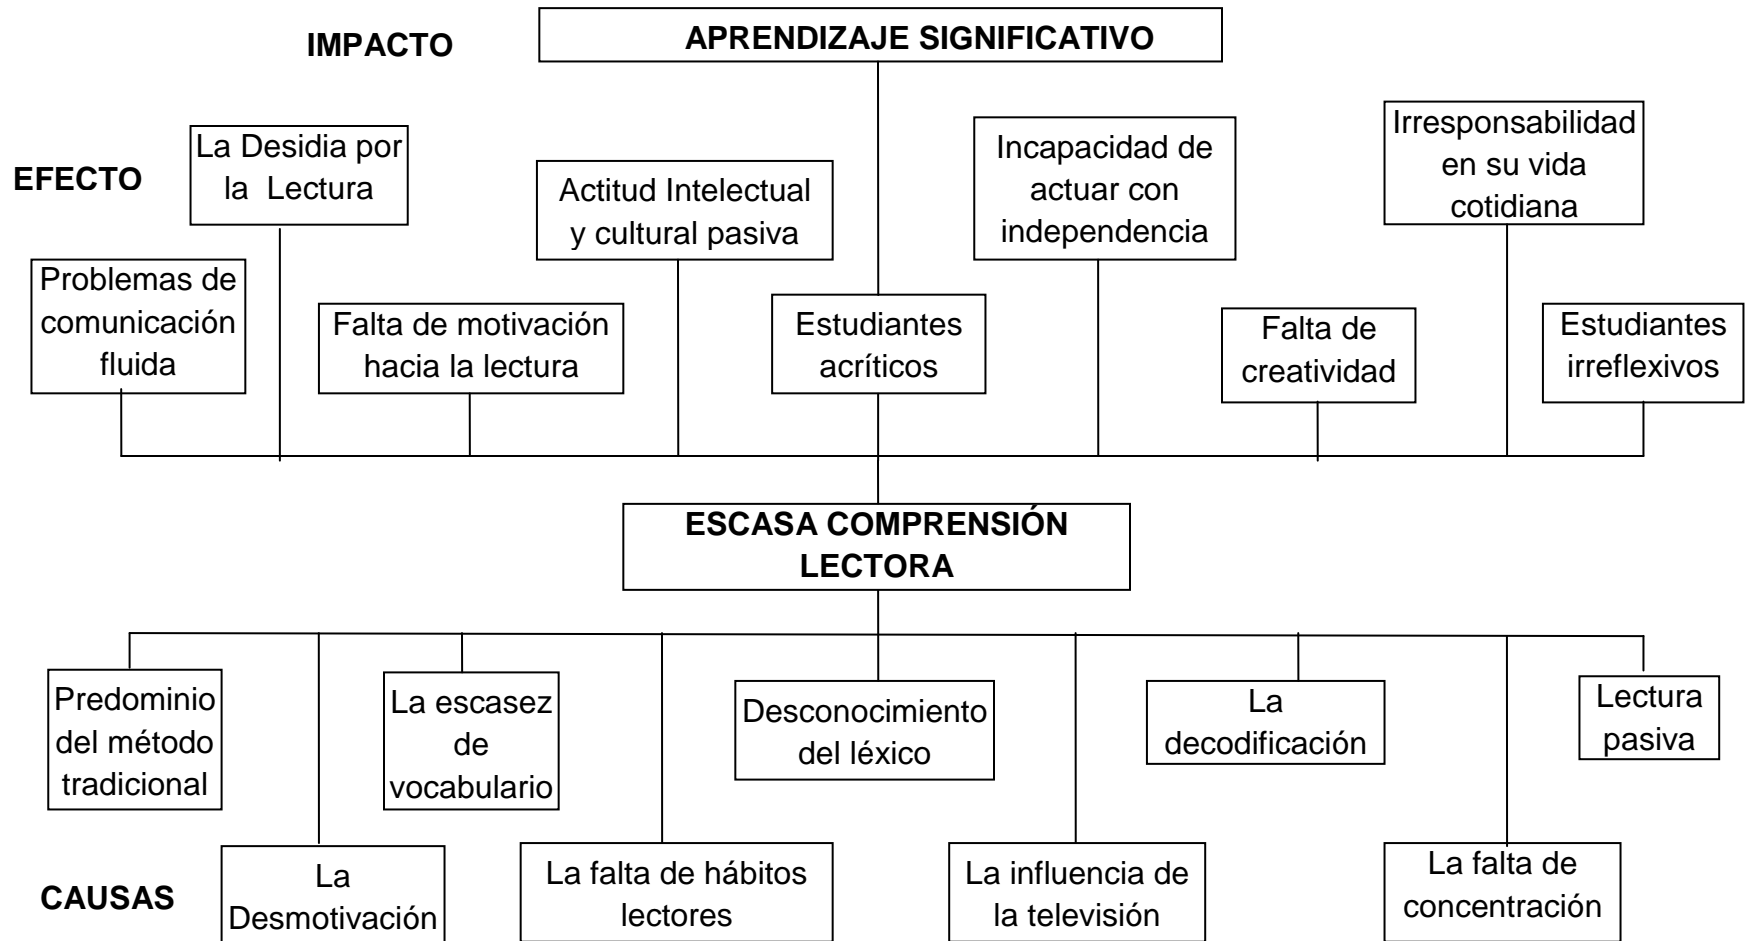 IMPACTO
APRENDIZAJE SIGNIFICATIVO
EFECTO
La Desidia por
la Lectura
Actitud Intelectual
y cultural pasiva
Incapacidad de
actuar con
independencia
Irresponsabilidad
en su vida
cotidiana
Problemas de
comunicación
fluida
Falta de motivación
hacia la lectura
Estudiantes
acríticos
Falta de
creatividad
Estudiantes
irreflexivos
ESCASA COMPRENSIÓN
LECTORA
Predominio
del método
tradicional
La escasez
de
vocabulario
Desconocimiento
del léxico
La
decodificación
Lectura
pasiva
CAUSAS
La
Desmotivación
La falta de hábitos
lectores
La influencia de
la televisión
La falta de
concentración